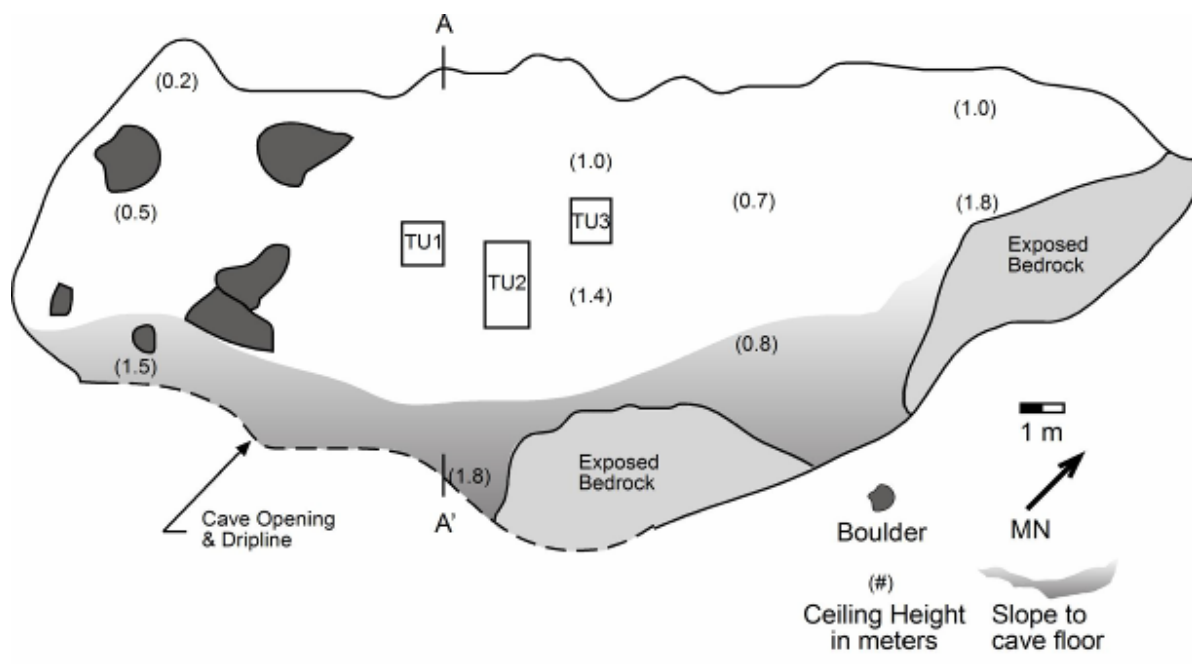 A
(0.2)
(1.0)
(1.0)
(0.5)
(0.7)
(1.8)
TU1
TU3
TU2
Exposed
Bedrock
(1.4)
(0.8)
(1.5)
1 m
Exposed
Bedrock
(1.8)
A'
Cave Opening
& Dripline
Boulder
MN
(#)
Ceiling Height
in meters
Slope to
cave floor